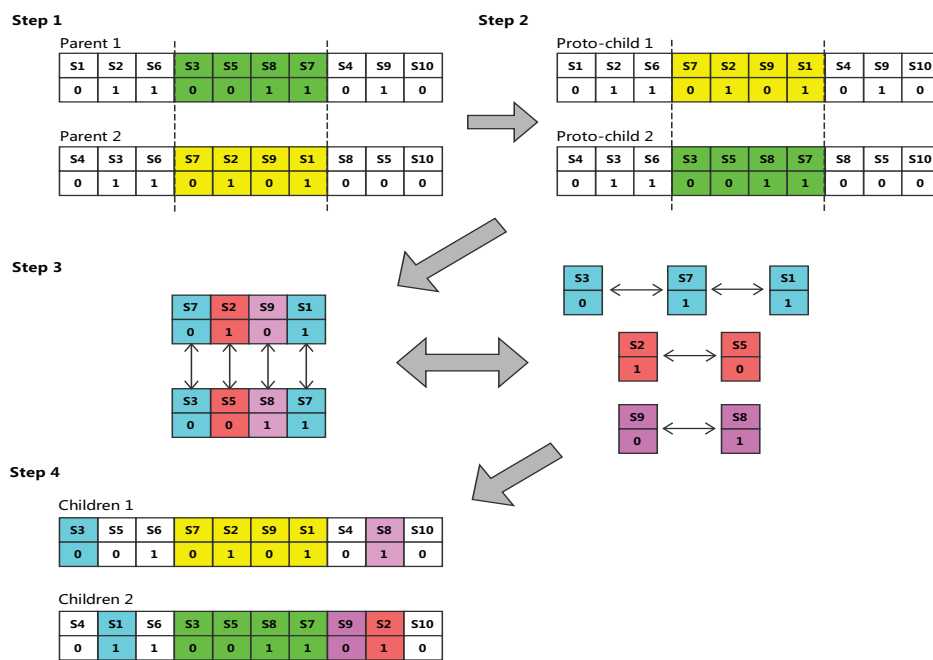 Step 1
Parent 1
S1 S2 S6 S3 S5 S8 S7 S4 S9 S10
0 1 1 0 0 1 1 0 1 0
Parent 2
S4 S3 S6 S7 S2 S9 S1 S8 S5 S10
0 1 1 0 1 0 1 0 0 0
Step 2
Proto-child 1
S1 S2 S6 S7 S2 S9 S1 S4 S9 S10
0 1 1 0 1 0 1 0 1 0
Proto-child 2
S4 S3 S6 S3 S5 S8 S7 S8 S5 S10
0 1 1 0 0 1 1 0 0 0
Step 3
S7 S2 S9 S1
0 1 0 1
S3 S5 S8 S7
0 0 1 1
S3 S7 S1
0 1 1
S2 S5
1 0
S9 S8
0 1
Step 4
Children 1
S3 S5 S6 S7 S2 S9 S1 S4 S8 S10
0 0 1 0 1 0 1 0 1 0
Children 2
S4 S1 S6 S3 S5 S8 S7 S9 S2 S10
0 1 1 0 0 1 1 0 1 0